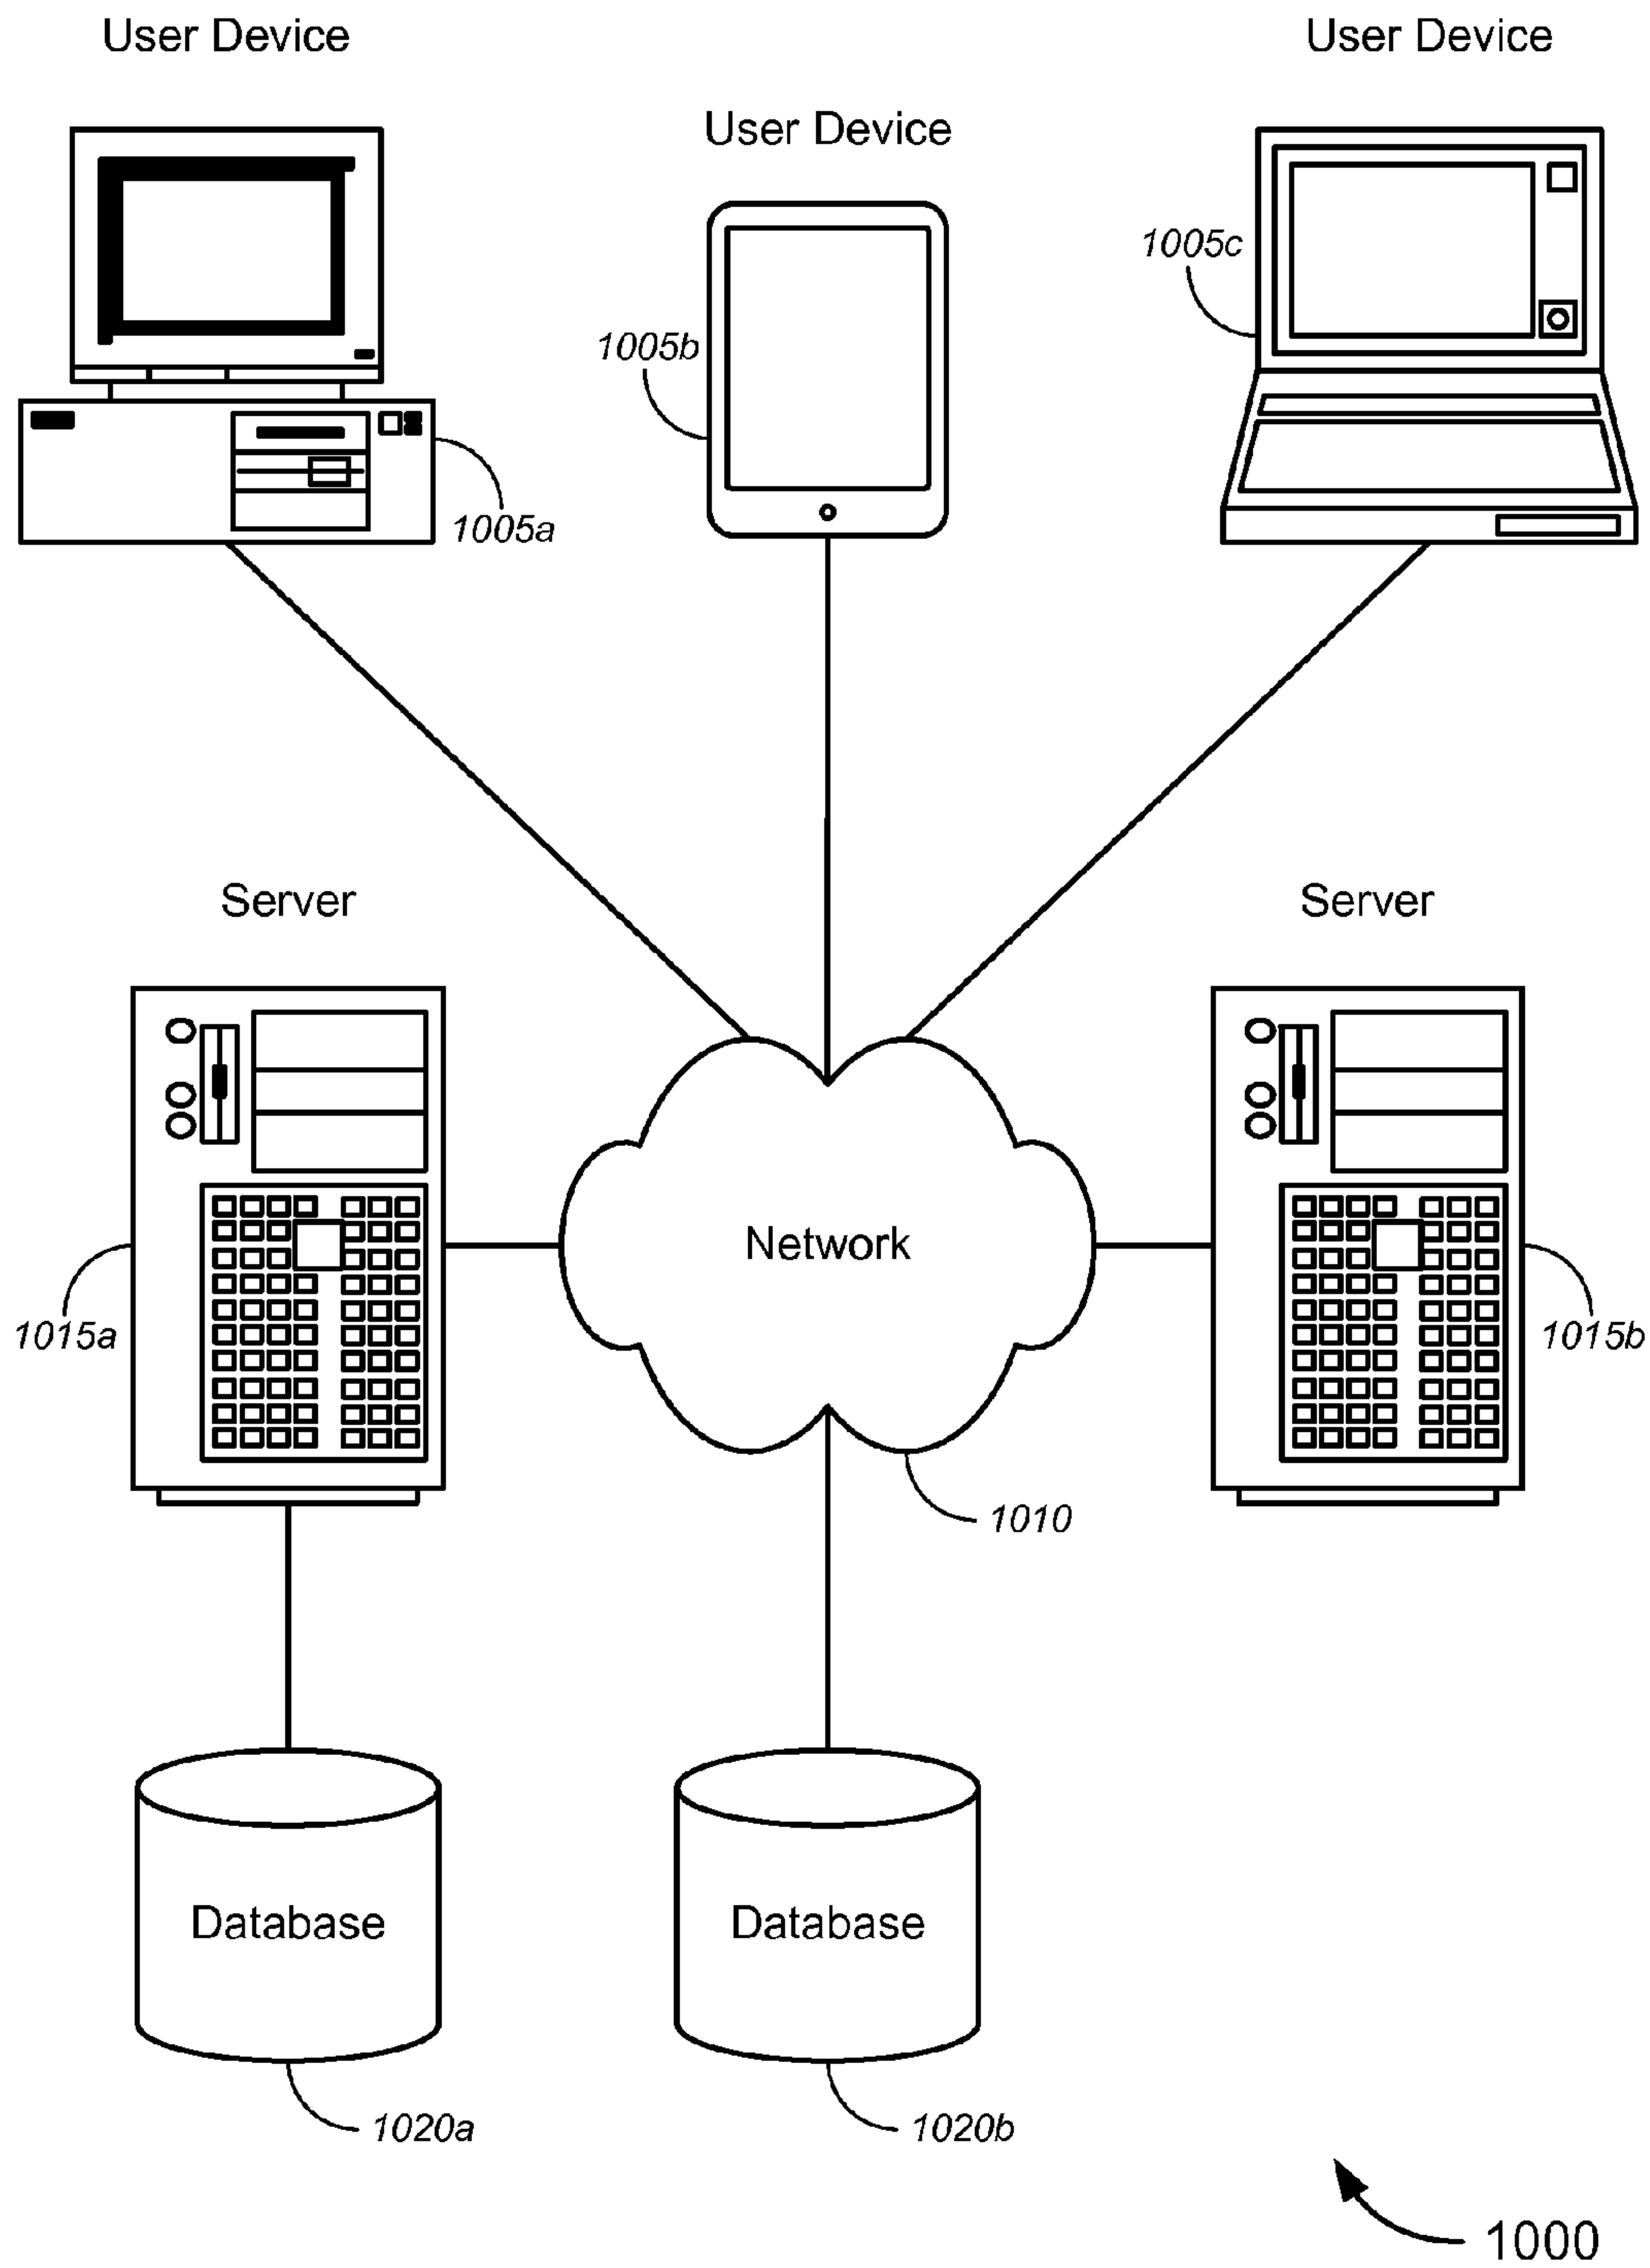 User Device
User Device
User Device
1005c
1005b
1005a
Server
Server
Network
1015a
1015b
1010
Database
Database
1020a
1020b
1000